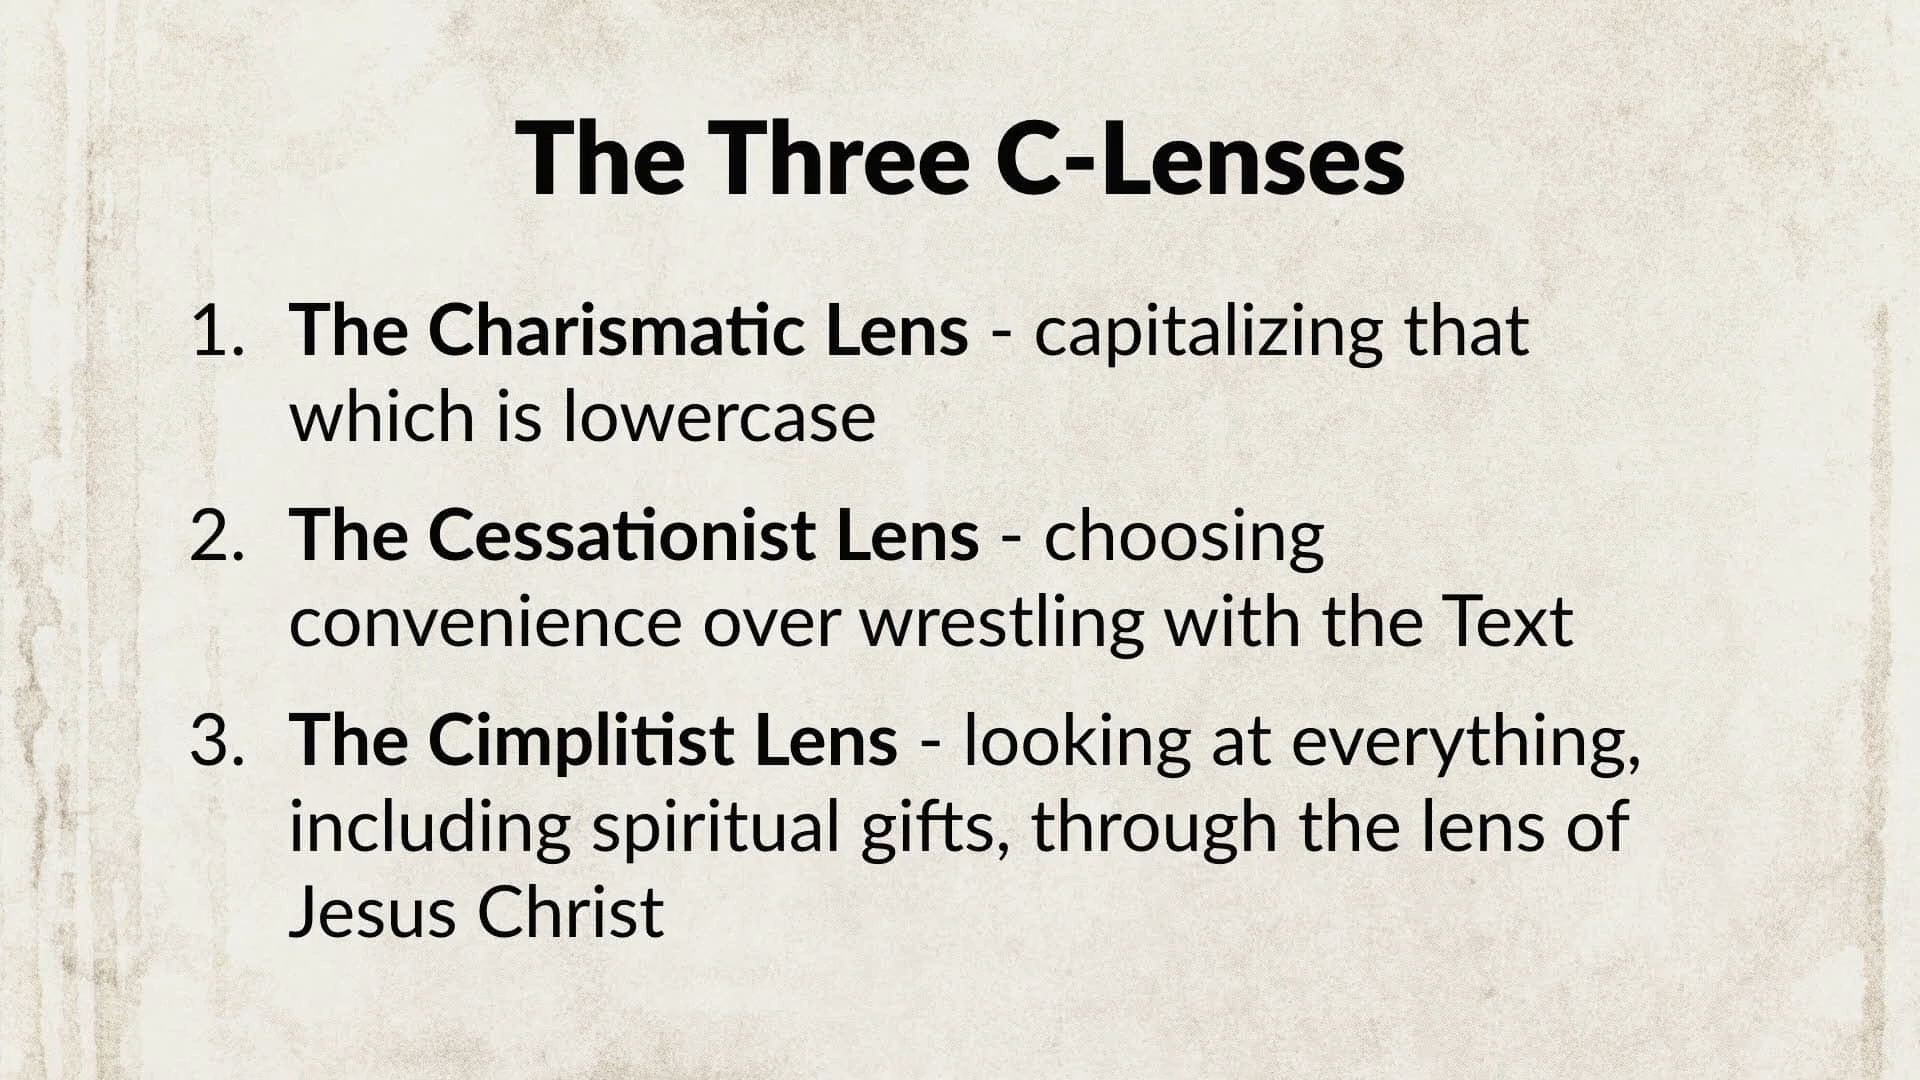 The Three C-Lenses
1. The Charismatic Lens - capitalizing that
which is lowercase
2. The Cessationist Lens - choosing
convenience over wrestling with the Text
3. The Cimplitist Lens - looking at everything,
including spiritual gifts, through the lens of
Jesus Christ